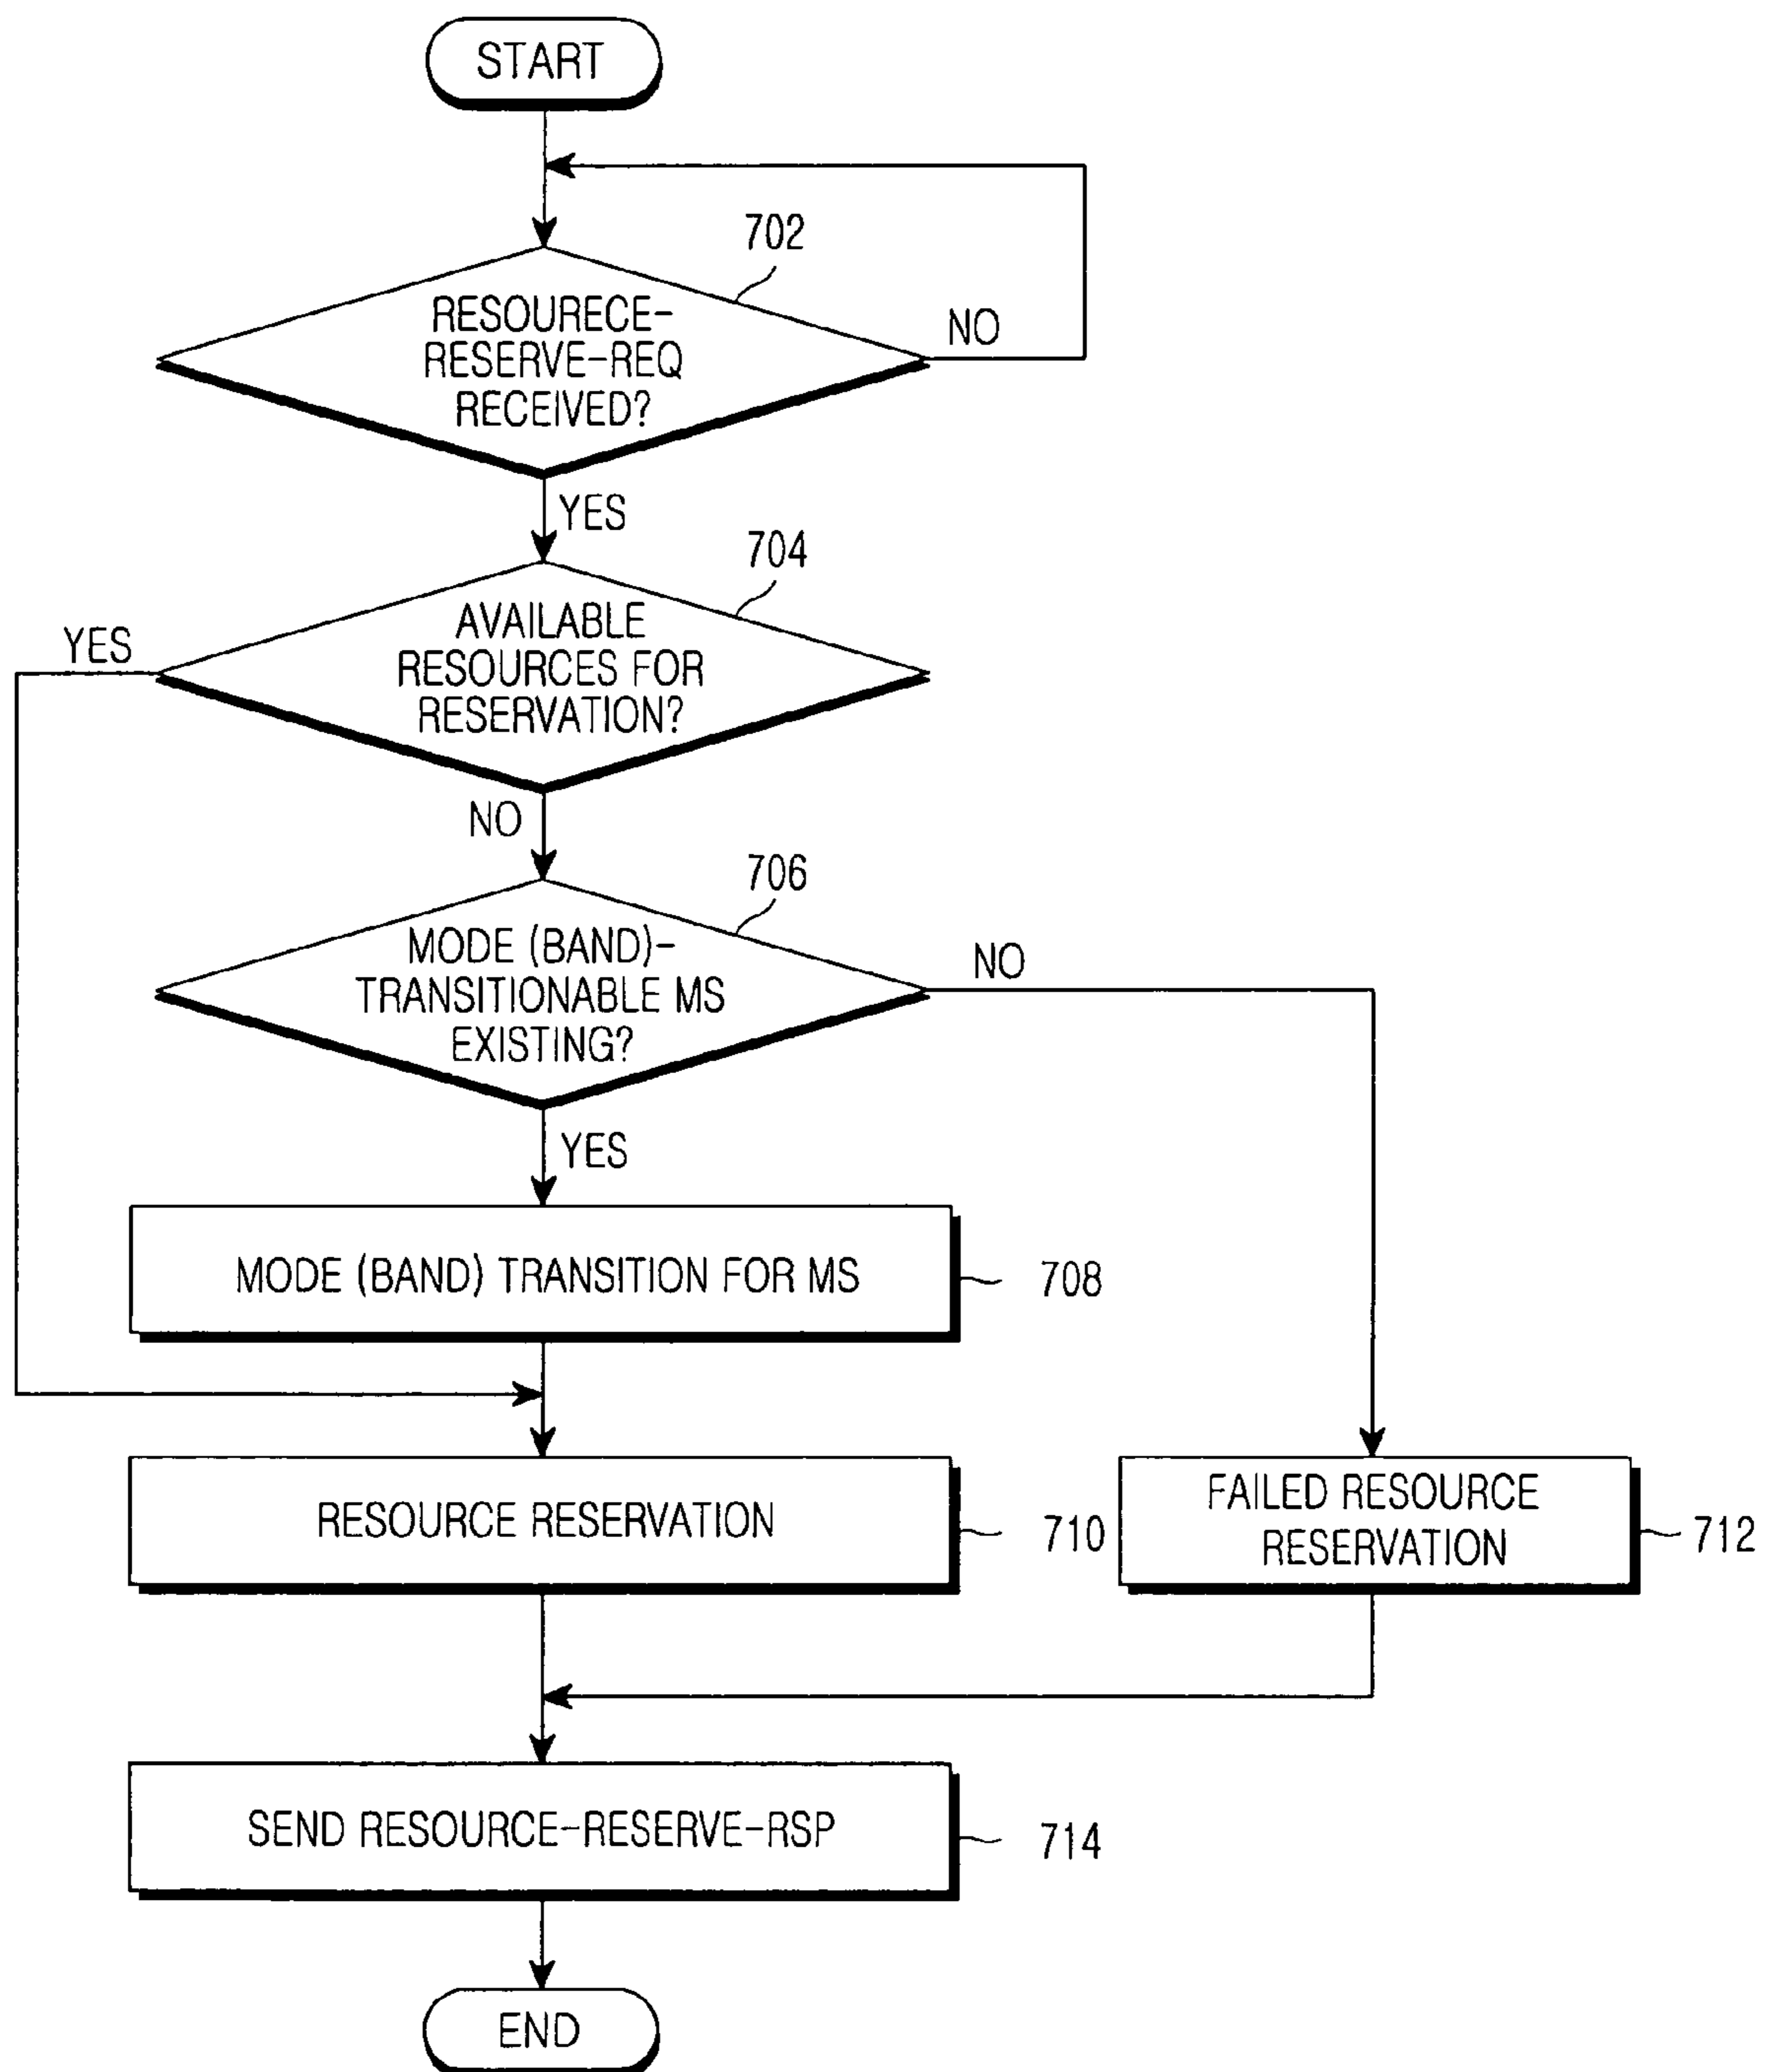 START
702
RESOURECE-
RESERVE-REQ
RECEIVED?
NO
YES
704
AVAILABLE
RESOURCES FOR
RESERVATION?
YES
NO
706
MODE (BAND)-
TRANSITIONABLE MS
EXISTING?
NO
YES
MODE (BAND) TRANSITION FOR MS
708
RESOURCE RESERVATION
710
FAILED RESOURCE
RESERVATION
712
SEND RESOURCE-RESERVE-RSP
714
END